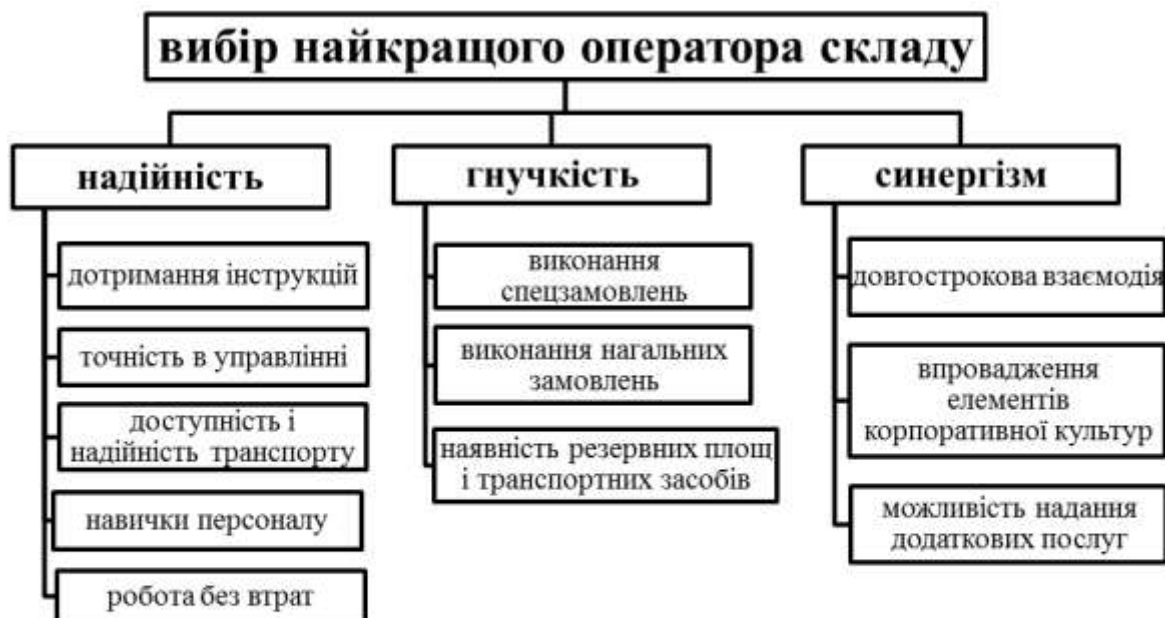 вибір найкращого оператора складу
надійність
дотримання інструкцій
точність в управлінні
доступність і
надійність транспорту
навички персоналу
робота без втрат
гнучкість
виконання
спецзамовлень
виконання нагальних
замовлень
наявність резервних площ
і транспортних засобів
синергізм
довгострокова взаємодія
впровадження
елементів
корпоративної культур
можливість надання
додаткових послуг